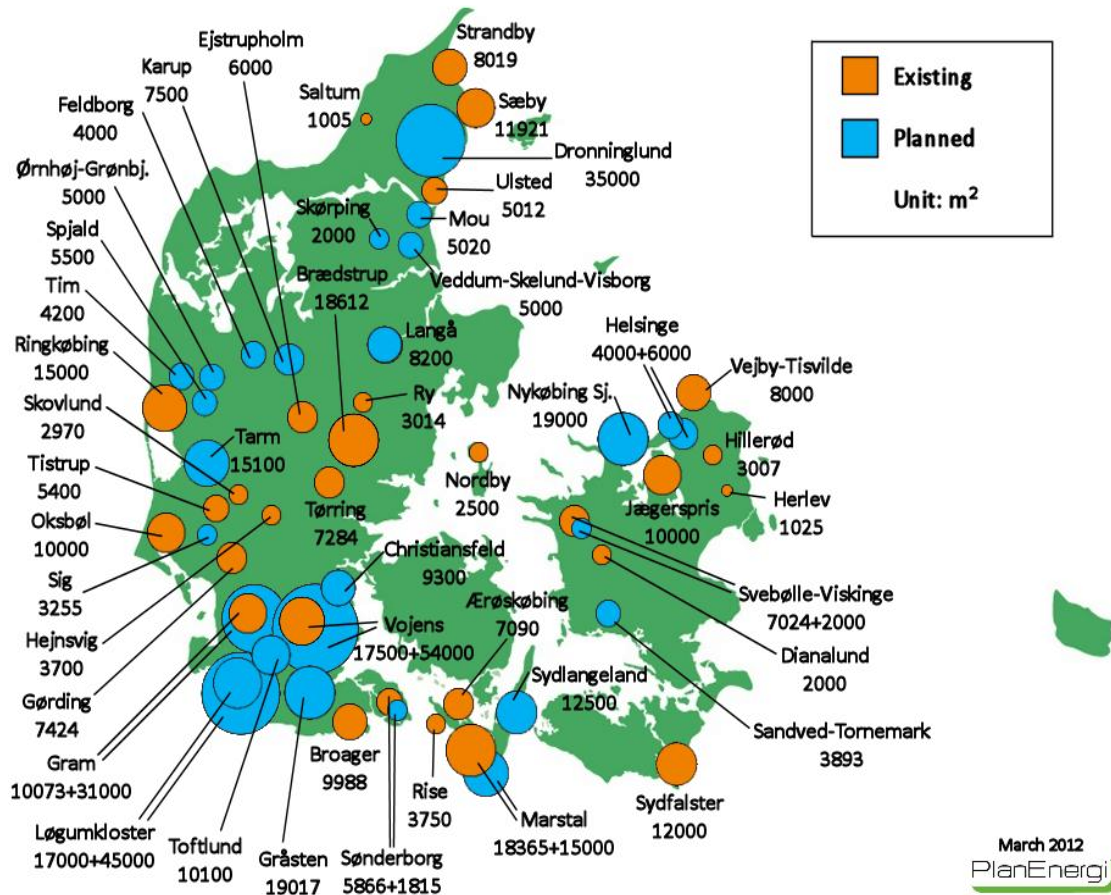 Strandby
8019
Ejstrupholm
6000
Karup
7500
Saltum
1005
Sæby
11921
Feldborg
4000
Dronninglund
35000
Ørnhøj-Grønbj.
5000
Ulsted
5012
Skørping
2000
Mou
5020
Spjald
5500
Brædstrup
18612
Veddum-Skelund-Visborg
5000
Tim
4200
Langå
8200
Helsinge
4000+6000
Ringkøbing
15000
Vejby-Tisvilde
8000
Ry
3014
Nykøbing Sj.
19000
Skovlund
2970
Tarm
15100
Hillerød
3007
Tistrup
5400
Nordby
2500
Herlev
1025
Jægerspris
10000
Oksbøl
10000
Tørring
7284
Christiansfeld
9300
Sig
3255
Svebølle-Viskinge
7024+2000
Ærøskøbing
7090
Vojens
17500+54000
Hejnsvig
3700
Dianalund
2000
Sydlangeland
12500
Gørding
7424
Sandved-Tornemark
3893
Broager
9988
Gram
10073+31000
Rise
3750
Sydfalster
12000
Marstal
18365+15000
Løgumkloster
17000+45000
Toftlund
10100
Gråsten
19017
Sønderborg
5866+1815
Existing
Planned
Unit: m²
March 2012
PlanEnergi